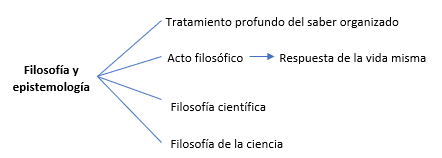 Tratamiento profundo del saber organizado
Acto filosófico
Respuesta de la vida misma
Filosofía y
epistemología
Filosofía científica
Filosofía de la ciencia